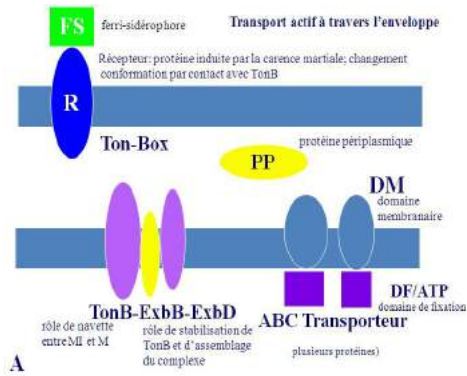 FS
ferri-sidérophore
Transport actif à travers l'enveloppe
Récepteur: protéine induite par la carence martiale; changement
conformation par contact avec TonB
R
Ton-Box
protéine périplasmique
PP
DM
domaine
membranaire
TonB-ExbB-ExbD
DF/ATP
domaine de fixation
ABC Transporteur
rôle de navette
entre MI et M
rôle de stabilisation de
TonB et d'assemblage
du complexe
plusieurs protéines)
A